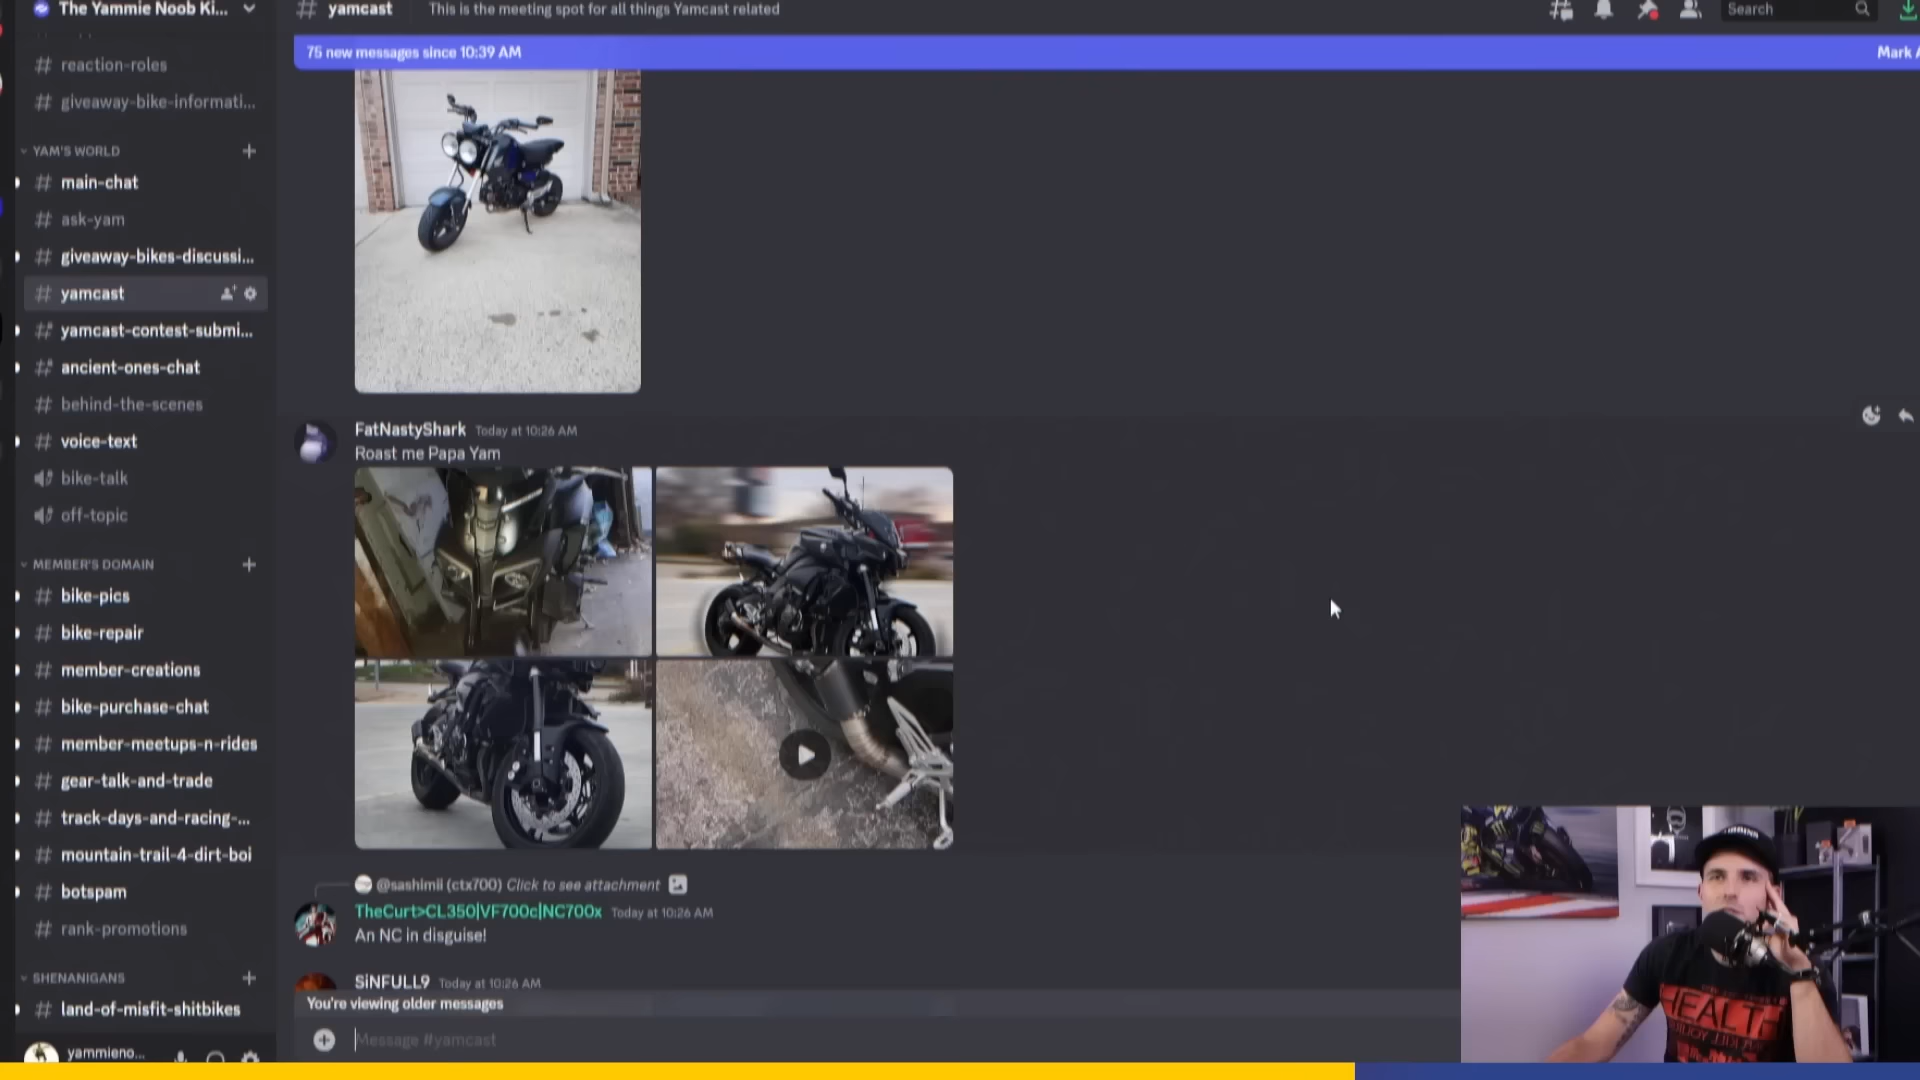 The Yammie Noob Ki...
reaction-roles
giveaway-bike-informati...
YAM'S WORLD
main-chat
ask-yam
giveaway-bikes-discussi...
yamcast
yamcast-contest-submi...
ancient-ones-chat
behind-the-scenes
voice-text
bike-talk
off-topic
MEMBER'S DOMAIN
bike-pics
bike-repair
member-creations
bike-purchase-chat
member-meetups-n-rides
gear-talk-and-trade
track-days-and-racing-...
mountain-trail-4-dirt-boi
botspam
rank-promotions
SHENANIGANS
land-of-misfit-shitbikes
yammieno...
# yamcast This is the meeting spot for all things Yamcast related
Search
75 new messages since 10:39 AM
Mark
FatNastyShark Today at 10:26 AM
Roast me Papa Yam
@sashimii (ctx700) Click to see attachment
TheCurt>CL350|VF700c|NC700x Today at 10:26 AM
An NC in disguise!
SiNFULL9 Today at 10:26 AM
You're viewing older messages
Message #yamcast
HEALTH